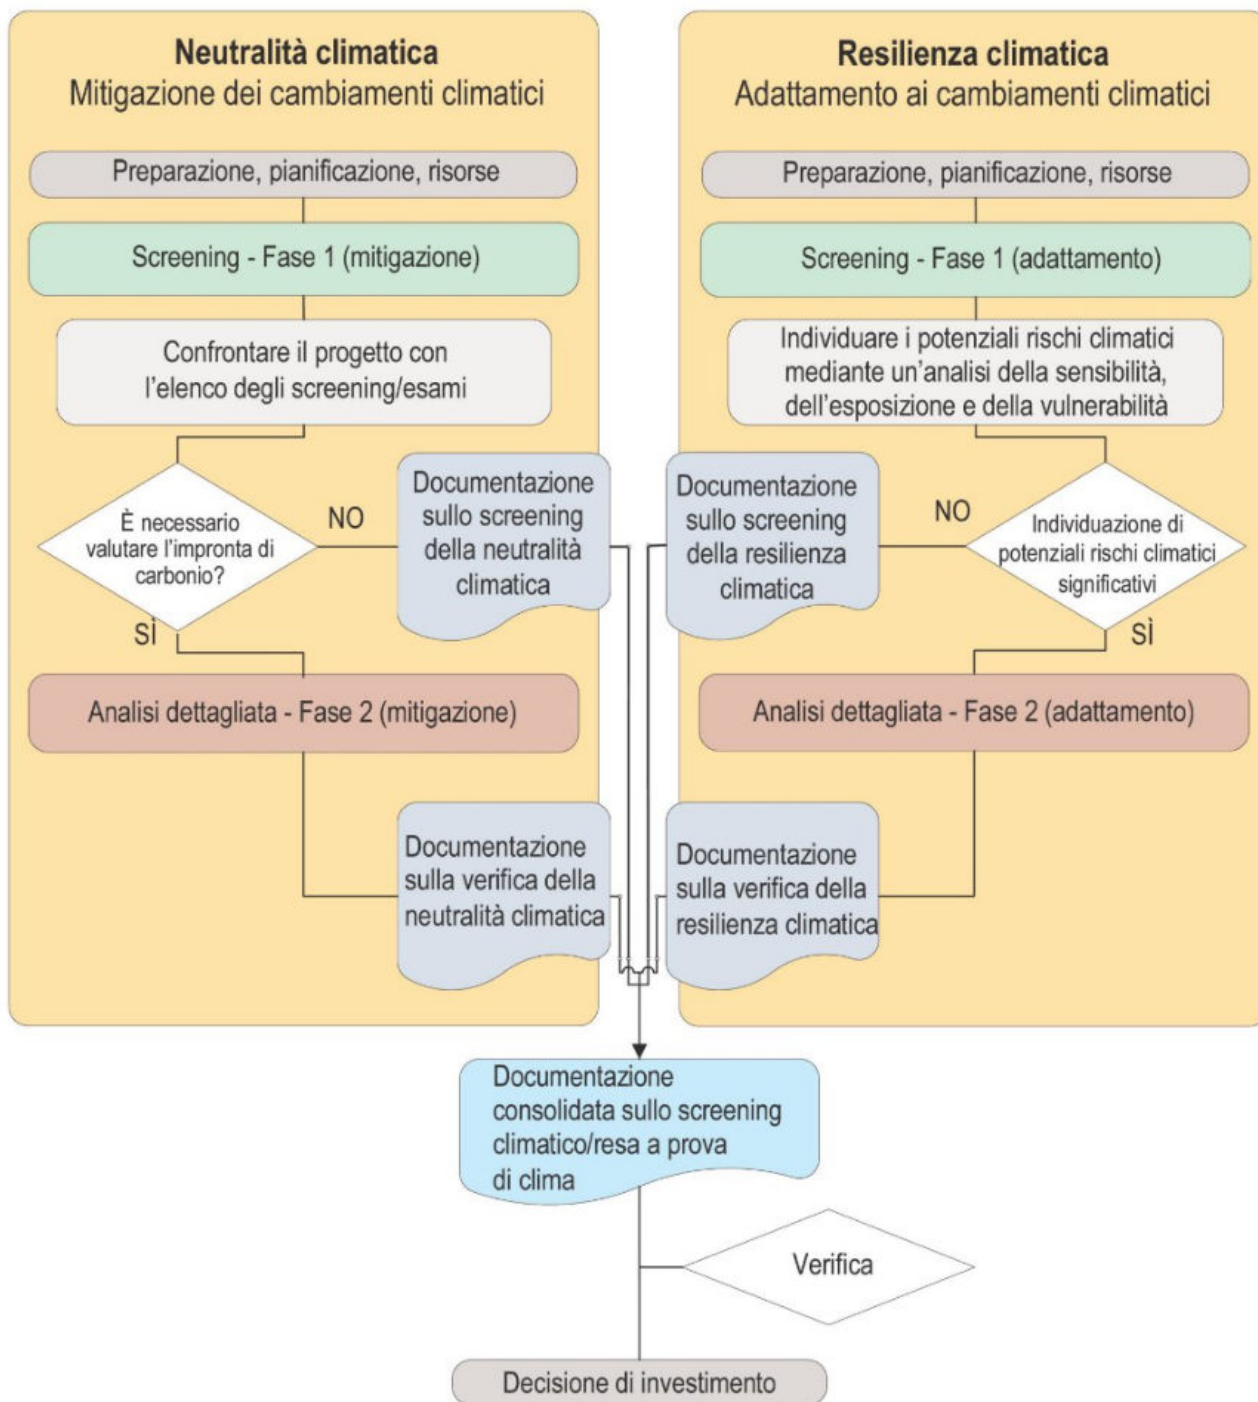 Neutralità climatica
Mitigazione dei cambiamenti climatici
Preparazione, pianificazione, risorse
Screening - Fase 1 (mitigazione)
Confrontare il progetto con
l'elenco degli screening/esami
È necessario
valutare l'impronta di
carbonio?
NO
SÌ
Documentazione
sullo screening
della neutralità
climatica
Analisi dettagliata - Fase 2 (mitigazione)
Documentazione
sulla verifica della
neutralità climatica
Resilienza climatica
Adattamento ai cambiamenti climatici
Preparazione, pianificazione, risorse
Screening - Fase 1 (adattamento)
Individuare i potenziali rischi climatici
mediante un'analisi della sensibilità,
dell'esposizione e della vulnerabilità
Individuazione di
potenziali rischi climatici
significativi
NO
SÌ
Documentazione
sullo screening
della resilienza
climatica
Analisi dettagliata - Fase 2 (adattamento)
Documentazione
sulla verifica della
resilienza climatica
Documentazione
consolidata sullo screening
climatico/resa a prova
di clima
Verifica
Decisione di investimento